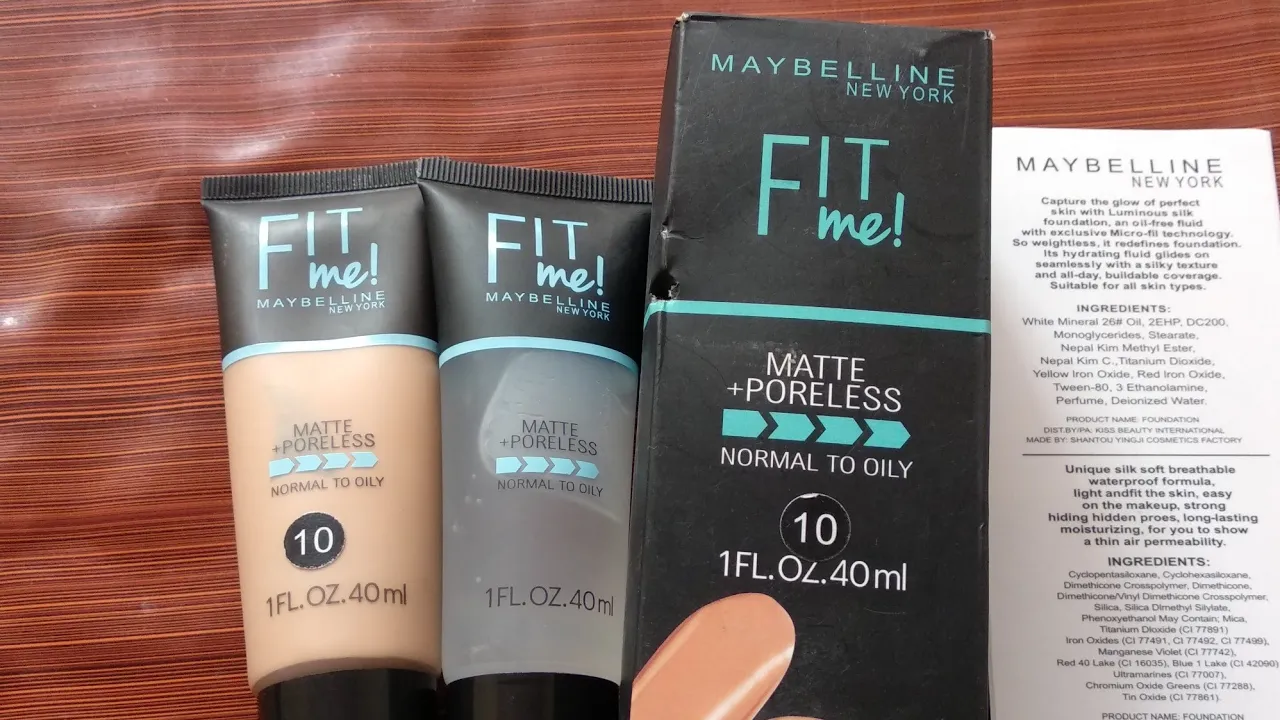 FIT
me!
MAYBELLINE
NEW YORK
MATTE
+PORELESS
NORMAL TO OILY
10
1FL.OZ.40ml
FIT
me!
MAYBELLINE
NEW YORK
MATTE
+PORELESS
NORMAL TO OILY
1FL.OZ.40ml
MAYBELLINE
NEW YORK
FIT
me!
MATTE
+PORELESS
NORMAL TO OILY
10
1FL.OZ.40ml
MAYBELLINE
NEW YORK
Capture the glow of perfect
skin with Luminous silk
foundation, an oil-free fluid
with exclusive Micro-fil technology.
So weightless, it redefines foundation.
Its hydrating fluid glides on
seamlessly with a silky texture
and all-day, buildable coverage.
Suitable for all skin types.
INGREDIENTS:
White Mineral 26# Oil, 2EHP, DC200,
Monoglycerides, Stearate,
Nepal Kim Methyl Ester,
Nepal Kim C.,Titanium Dioxide,
Yellow Iron Oxide, Red Iron Oxide,
Tween-80, 3 Ethanolamine,
Perfume, Deionized Water.
PRODUCT NAME: FOUNDATION
DIST.BY/PA: KISS BEAUTY INTERNATIONAL
MADE BY: SHANTOU YINGJI COSMETICS FACTORY
Unique silk soft breathable
waterproof formula,
light andfit the skin, easy
on the makeup, strong
hiding hidden proes, long-lasting
moisturizing, for you to show
a thin air permeability.
INGREDIENTS:
Cyclopentasiloxane, Cyclohexasiloxane,
Dimethicone Crosspolymer, Dimethicone,
Dimethicone/Vinyl Dimethicone Crosspolymer,
Silica, Silica Dimethyl Silylate,
Phenoxyethanol May Contain; Mica,
Titanium Dloxide (CI 77891)
Iron Oxides (CI 77491, CI 77492, CI 77499),
Manganese Violet (CI 77742),
Red 40 Lake (CI 16035), Blue 1 Lake (CI 42090)
Ultramarines (CI 77007),
Chromium Oxide Greens (CI 77288),
Tin Oxide (CI 77861).
PRODUCT NAME: FOUNDATION